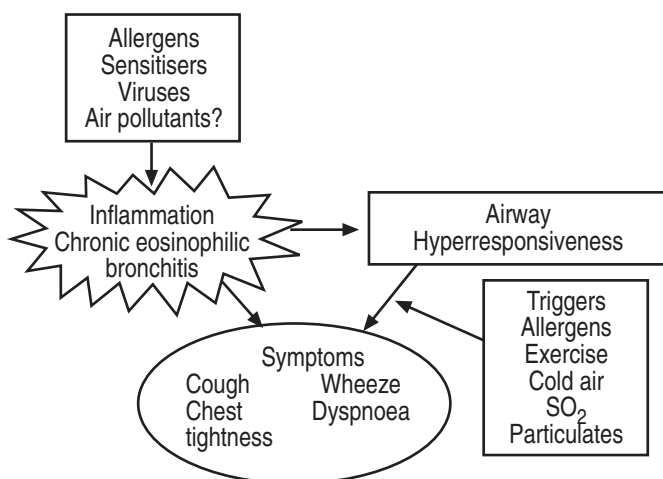 Allergens
Sensitisers
Viruses
Air pollutants?
Inflammation
Chronic eosinophilic
bronchitis
Airway
Hyperresponsiveness
Triggers
Allergens
Exercise
Cold air
SO₂
Particulates
Symptoms
Cough Wheeze
Chest Dyspnoea
tightness